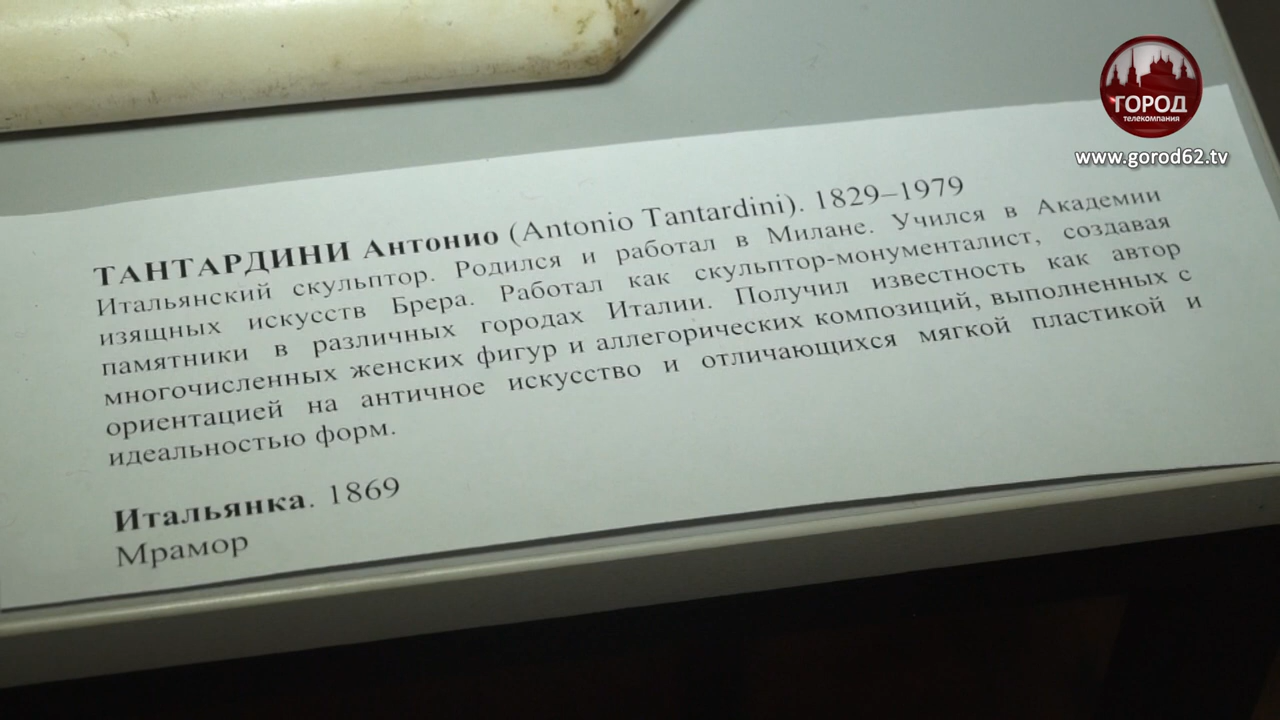 ГОРОД
телекомпания
www.gorod62.tv
ТАНТАРДИНИ Антонио (Antonio Tantardini). 1829–1979
Итальянский скульптор. Родился и работал в Милане. Учился в Академии
изящных искусств Брера. Работал как скульптор-монументалист, создавая
памятники в различных городах Италии. Получил известность как автор
многочисленных женских фигур и аллегорических композиций, выполненных с
ориентацией на античное искусство и отличающихся мягкой пластикой и
идеальностью форм.
Итальянка. 1869
Мрамор